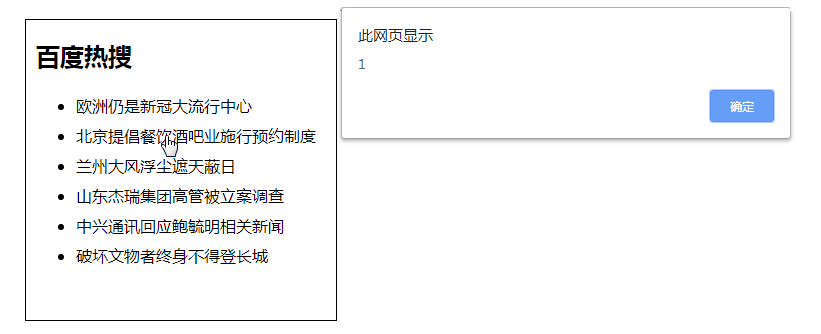 百度热搜
欧洲仍是新冠大流行中心
北京提倡餐饮酒吧业施行预约制度
兰州大风浮尘遮天蔽日
山东杰瑞集团高管被立案调查
中兴通讯回应鲍毓明相关新闻
破坏文物者终身不得登长城
此网页显示
1
确定